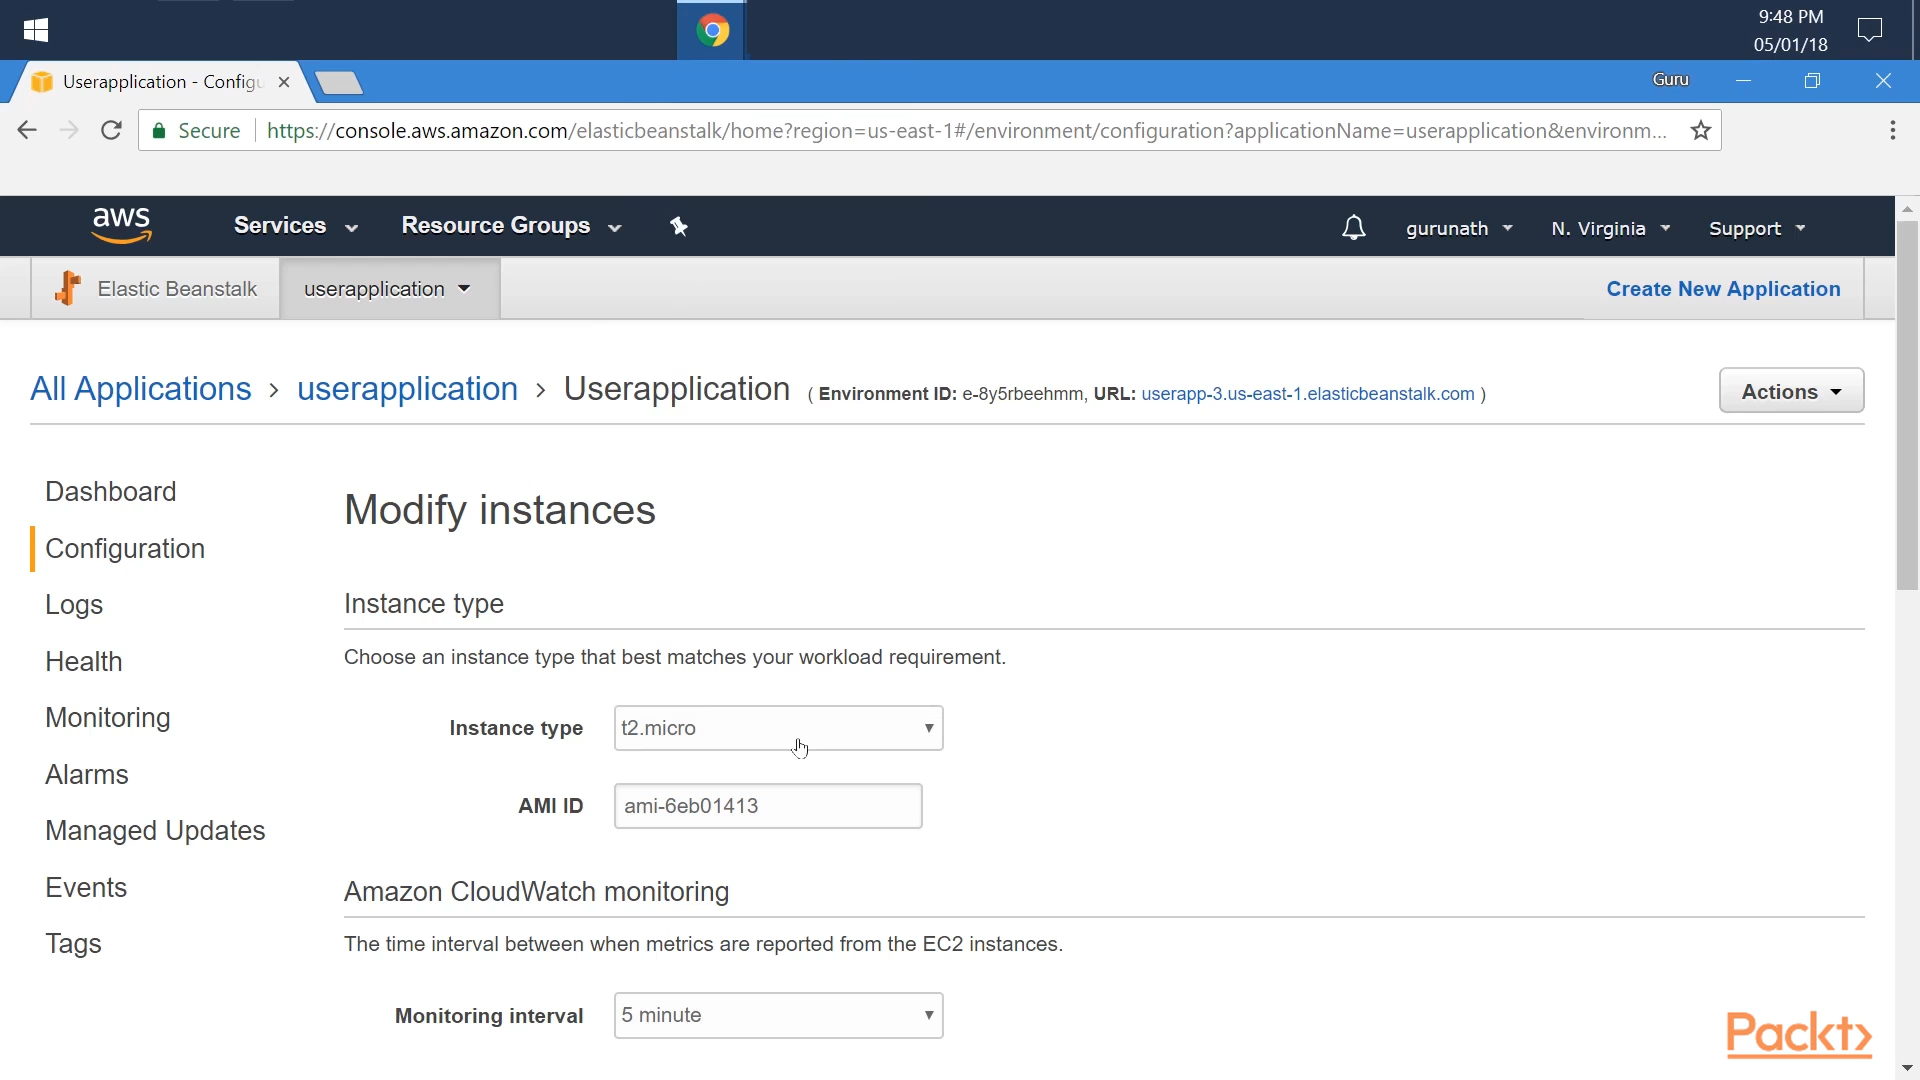 9:48 PM
05/01/18
Userapplication - Configu
Guru
Secure
https://console.aws.amazon.com/elasticbeanstalk/home?region=us-east-1#/environment/configuration?applicationName=userapplication&environm...
aws
Services
Resource Groups
gurunath
N. Virginia
Support
Elastic Beanstalk
userapplication
Create New Application
All Applications > userapplication > Userapplication ( Environment ID: e-8y5rbeehmm, URL: userapp-3.us-east-1.elasticbeanstalk.com )
Actions
Dashboard
Configuration
Logs
Health
Monitoring
Alarms
Managed Updates
Events
Tags
Modify instances
Instance type
Choose an instance type that best matches your workload requirement.
Instance type
t2.micro
AMI ID
ami-6eb01413
Amazon CloudWatch monitoring
The time interval between when metrics are reported from the EC2 instances.
Monitoring interval
5 minute
Packt>